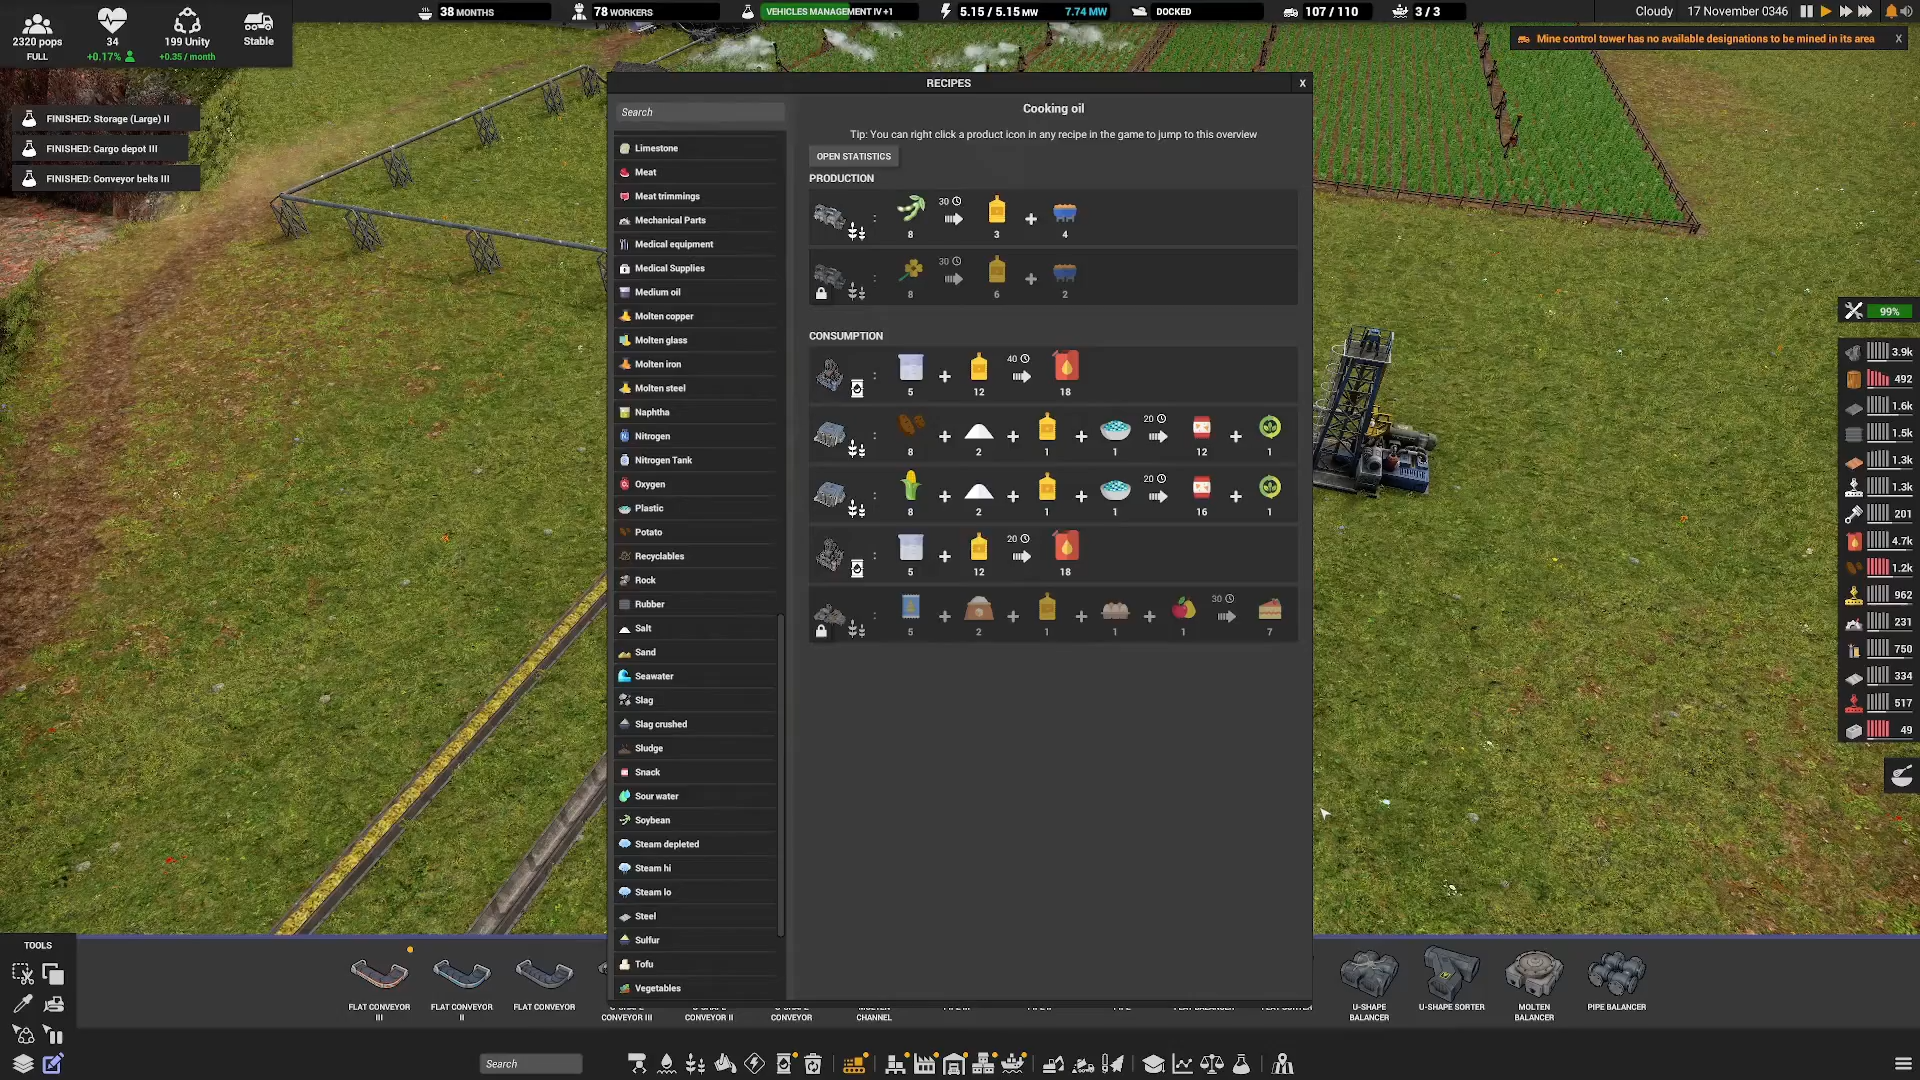 38 MONTHS
78 WORKERS
VEHICLES MANAGEMENT IV +1
5.15 / 5.15 MW
7.74 MW
DOCKED
107 / 110
3 / 3
Cloudy
17 November 0346
2320 pops
FULL
34
+0.17%
199 Unity
+0.35 / month
Stable
Mine control tower has no available designations to be mined in its area
X
FINISHED: Storage (Large) II
FINISHED: Cargo depot III
FINISHED: Conveyor belts III
RECIPES
X
Search
Limestone
Meat
Meat trimmings
Mechanical Parts
Medical equipment
Medical Supplies
Medium oil
Molten copper
Molten glass
Molten iron
Molten steel
Naphtha
Nitrogen
Nitrogen Tank
Oxygen
Plastic
Potato
Recyclables
Rock
Rubber
Salt
Sand
Seawater
Slag
Slag crushed
Sludge
Snack
Sour water
Soybean
Steam depleted
Steam hi
Steam lo
Steel
Sulfur
Tofu
Vegetables
Cooking oil
Tip: You can right click a product icon in any recipe in the game to jump to this overview
OPEN STATISTICS
PRODUCTION
: 8 30 3 + 4
: 8 30 6 + 2
CONSUMPTION
: 5 + 12 40 18
: 8 + 2 + 1 + 1 20 12 + 1
: 8 + 2 + 1 + 1 20 16 + 1
: 5 + 12 20 18
: 5 + 2 + 1 + 1 + 1 30 7
99%
3.9k
492
1.6k
1.5k
1.3k
1.3k
201
4.7k
1.2k
962
231
750
334
517
49
TOOLS
FLAT CONVEYOR III
FLAT CONVEYOR II
FLAT CONVEYOR
CONVEYOR III
CONVEYOR II
CONVEYOR
CHANNEL
U-SHAPE BALANCER
U-SHAPE SORTER
MOLTEN BALANCER
PIPE BALANCER
Search